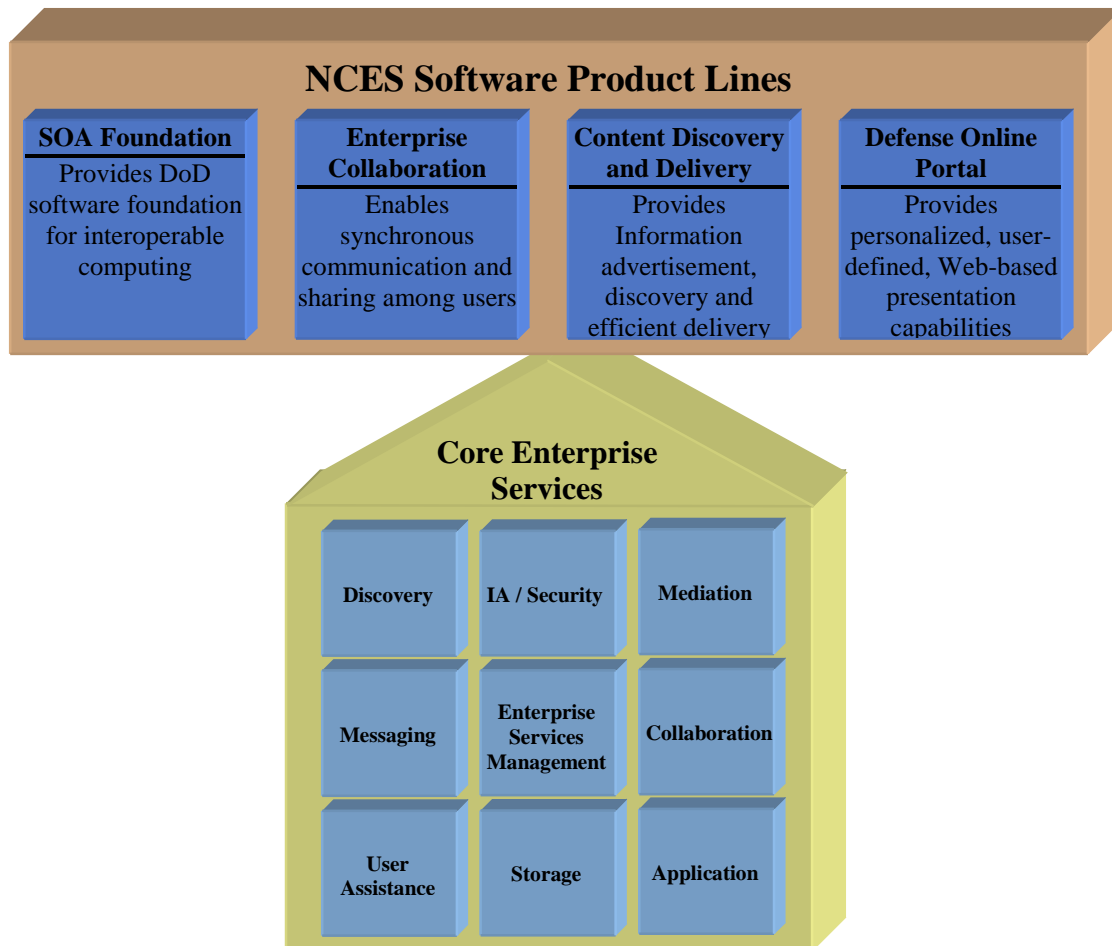 NCES Software Product Lines
SOA Foundation
Provides DoD
software foundation
for interoperable
computing
Enterprise
Collaboration
Enables
synchronous
communication and
sharing among users
Content Discovery
and Delivery
Provides
Information
advertisement,
discovery and
efficient delivery
Defense Online
Portal
Provides
personalized, user-
defined, Web-based
presentation
capabilities
Core Enterprise
Services
Discovery
IA / Security
Mediation
Messaging
Enterprise
Services
Management
Collaboration
User
Assistance
Storage
Application